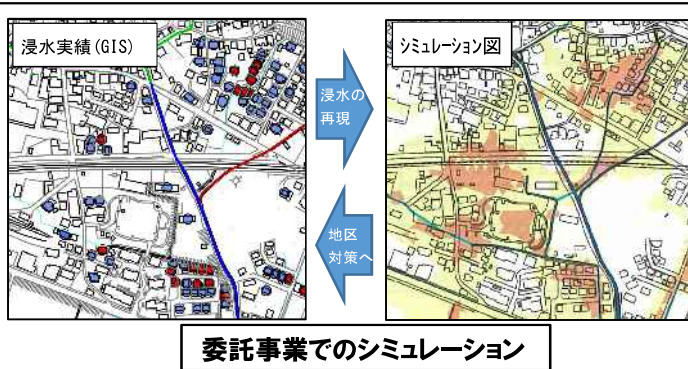 浸水実績(GIS)
浸水の
再現
シミュレーション図
地区
対策へ
委託事業でのシミュレーション